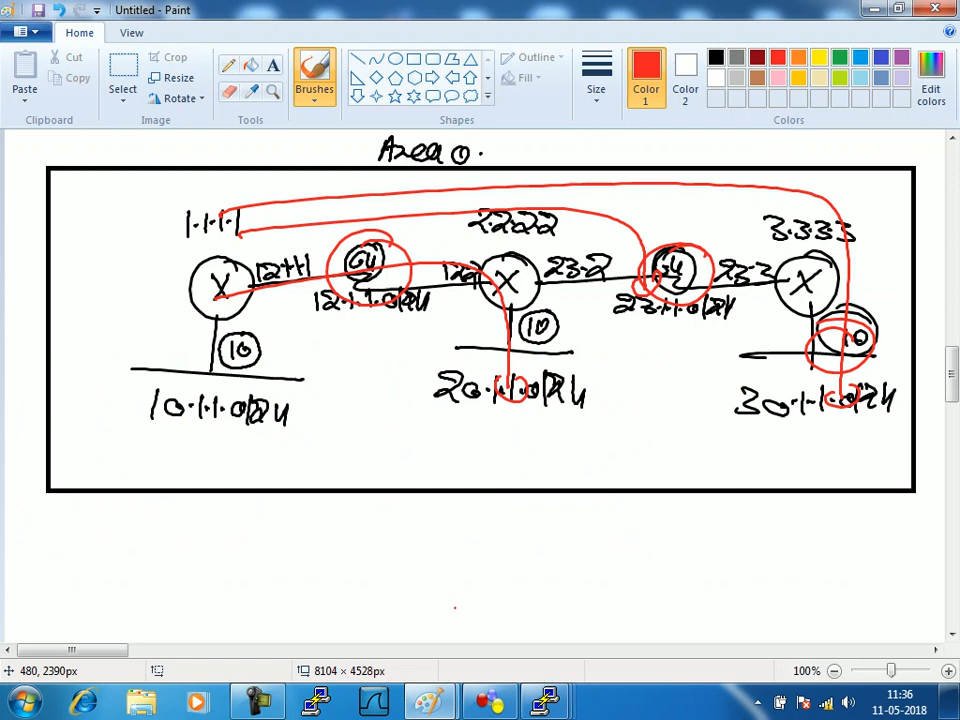 Untitled - Paint
Home
View
Paste
Cut
Copy
Clipboard
Select
Crop
Resize
Rotate
Image
A
Tools
Brushes
Outline
Fill
Shapes
Size
Color 1
Color 2
Edit colors
Colors
Area 0.
1.1.1.1
2.2.2.2
3.3.3.3
X
64
X
23.2
64
23.3
X
12.1.1.0/24
23.1.1.0/24
10
10
10
10.1.1.0/24
20.1.1.0/24
30.1.1.0/24
480, 2390px
8104 × 4528px
100%
11:36
11-05-2018